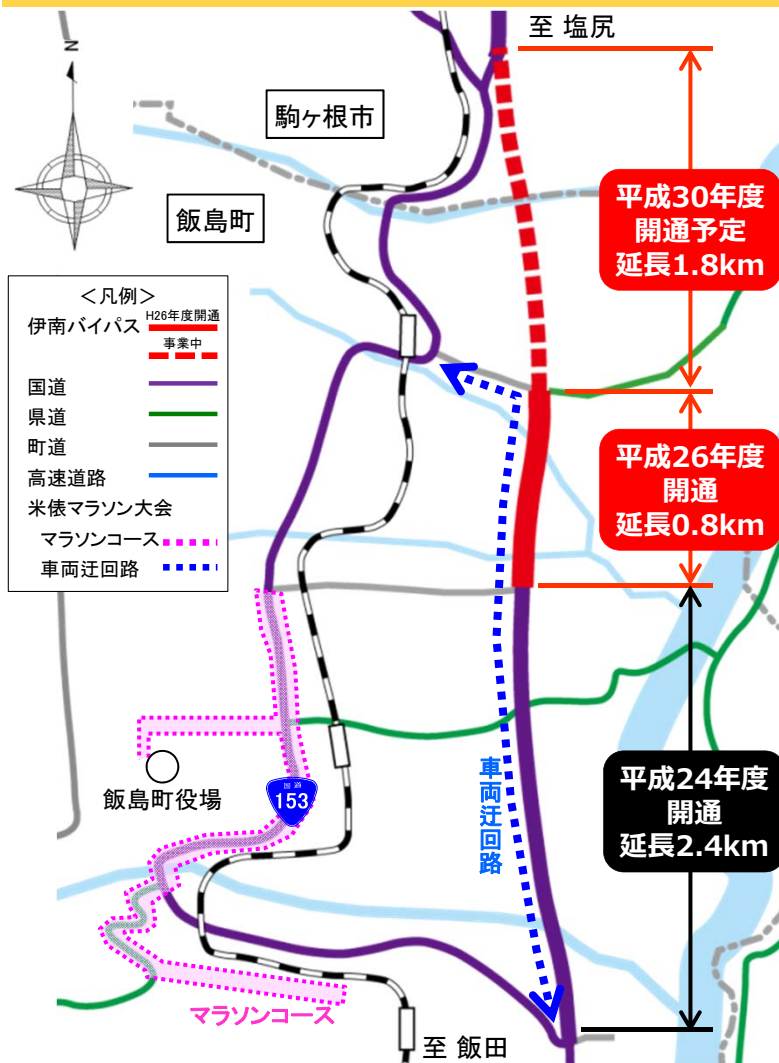 至 塩尻
N
駒ヶ根市
飯島町
平成30年度
開通予定
延長1.8km
<凡例>
伊南バイパス
H26年度開通
事業中
国道
県道
町道
高速道路
米俵マラソン大会
マラソンコース
車両迂回路
平成26年度
開通
延長0.8km
車両迂回路
国道
153
飯島町役場
平成24年度
開通
延長2.4km
マラソンコース
至 飯田